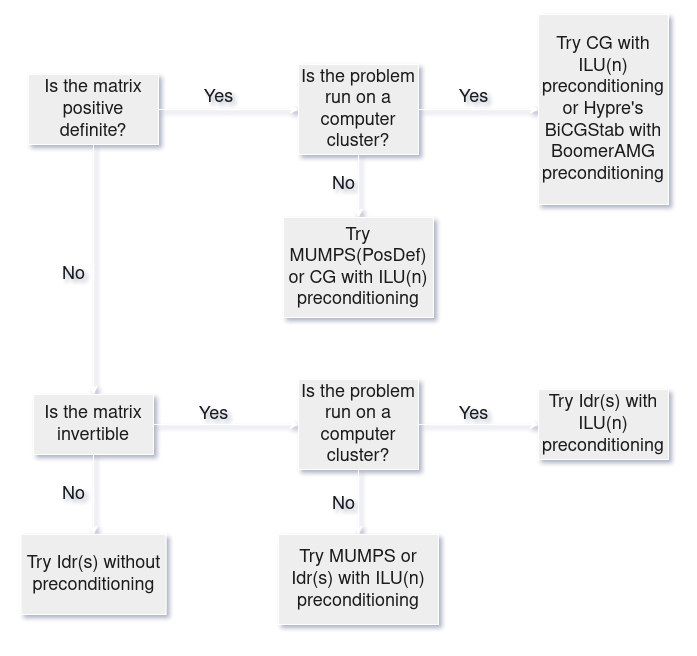 Is the matrix
positive
definite?
Yes
Is the problem
run on a
computer
cluster?
Yes
Try CG with
ILU(n)
preconditioning
or Hypre's
BiCGStab with
BoomerAMG
preconditioning
No
Try
MUMPS(PosDef)
or CG with ILU(n)
preconditioning
No
Is the matrix
invertible
Yes
Is the problem
run on a
computer
cluster?
Yes
Try Idr(s) with
ILU(n)
preconditioning
No
Try Idr(s) without
preconditioning
No
Try MUMPS or
Idr(s) with ILU(n)
preconditioning